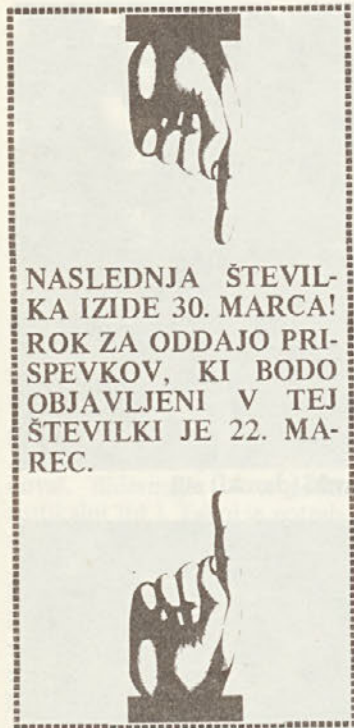 NASLEDNJA ŠTEVIL-
KA IZIDE 30. MARCA!
ROK ZA ODDAJO PRI-
SPEVKOV, KI BODO
OBJAVLJENI V TEJ
ŠTEVILKI JE 22. MA-
REC.